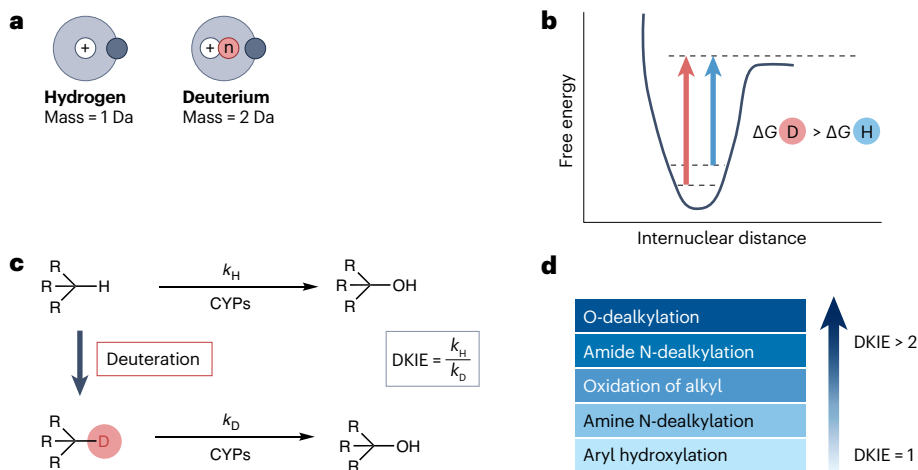 a
+
+ n
Hydrogen
Mass = 1 Da
Deuterium
Mass = 2 Da
b
Free energy
ΔG D > ΔG H
Internuclear distance
c
R
R H
R
kH
CYPs
R
R OH
R
Deuteration
DKIE = kH
kD
R
R D
R
kD
CYPs
R
R OH
R
d
O-dealkylation
Amide N-dealkylation
Oxidation of alkyl
Amine N-dealkylation
Aryl hydroxylation
DKIE > 2
DKIE = 1